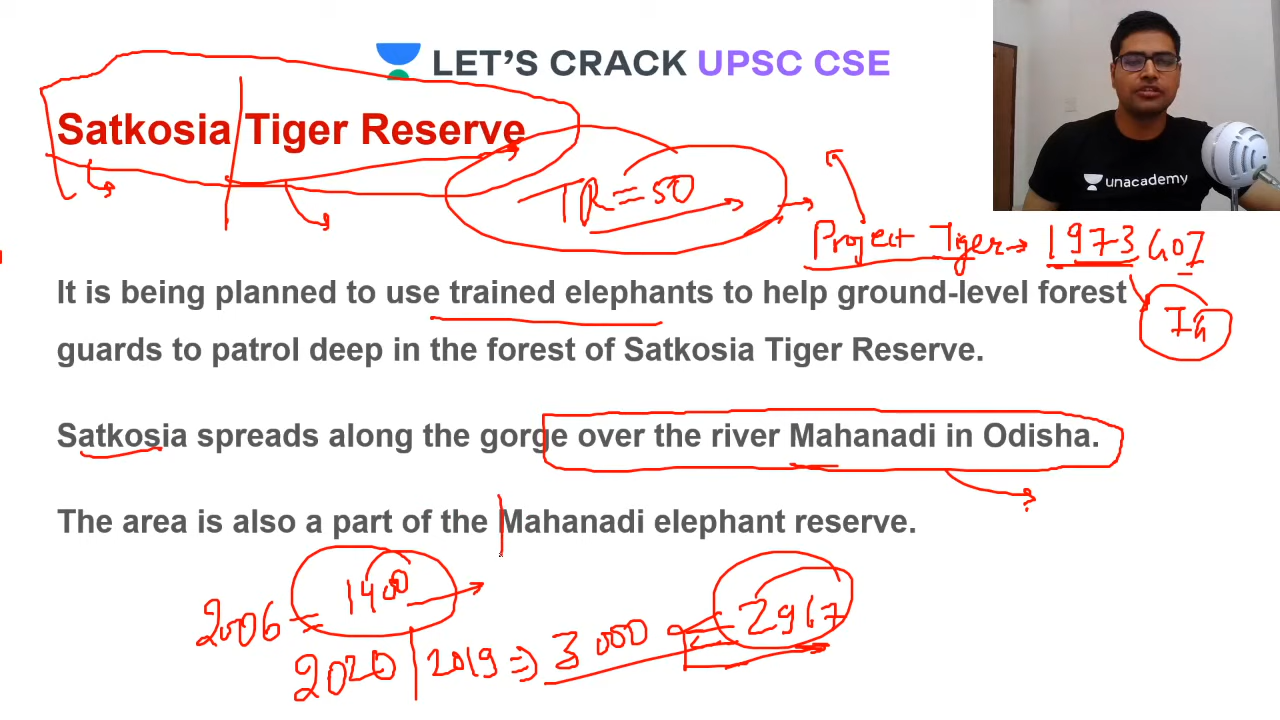 LET'S CRACK UPSC CSE
Satkosia Tiger Reserve
unacademy
TR = 50
Project Tiger → 1973 GOI
IG
It is being planned to use trained elephants to help ground-level forest
guards to patrol deep in the forest of Satkosia Tiger Reserve.
Satkosia spreads along the gorge over the river Mahanadi in Odisha.
?
The area is also a part of the Mahanadi elephant reserve.
2006 = 1400
2020 | 2019 ⇒ 3000
2967